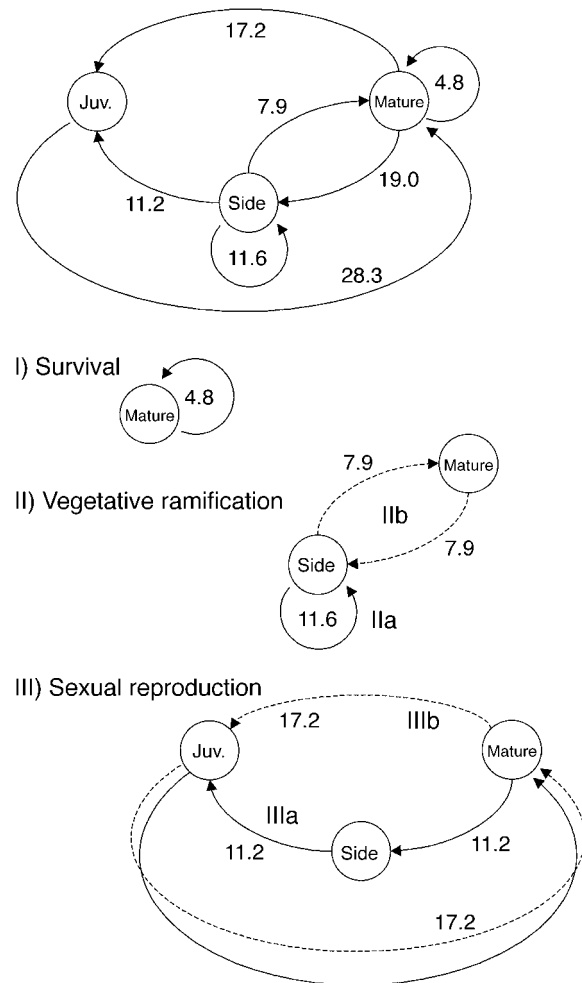 17.2
4.8
Juv.
Mature
7.9
19.0
11.2
Side
11.6
28.3
I) Survival
4.8
Mature
7.9
Mature
II) Vegetative ramification
IIb
7.9
Side
11.6
IIa
III) Sexual reproduction
17.2
IIIb
Juv.
Mature
IIIa
11.2
Side
11.2
17.2